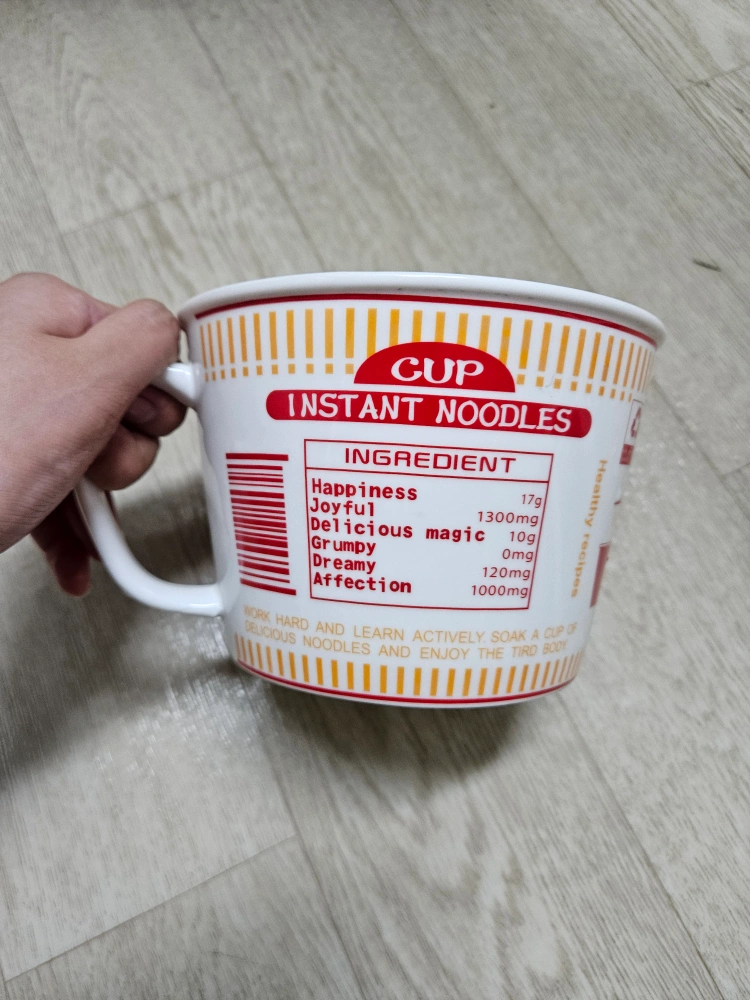 CUP
INSTANT NOODLES
INGREDIENT
Happiness 17g
Joyful 1300mg
Delicious magic 10g
Grumpy 0mg
Dreamy 120mg
Affection 1000mg
WORK HARD AND LEARN ACTIVELY. SOAK A CUP OF
DELICIOUS NOODLES AND ENJOY THE TIRD BODY.
Healthy recipes